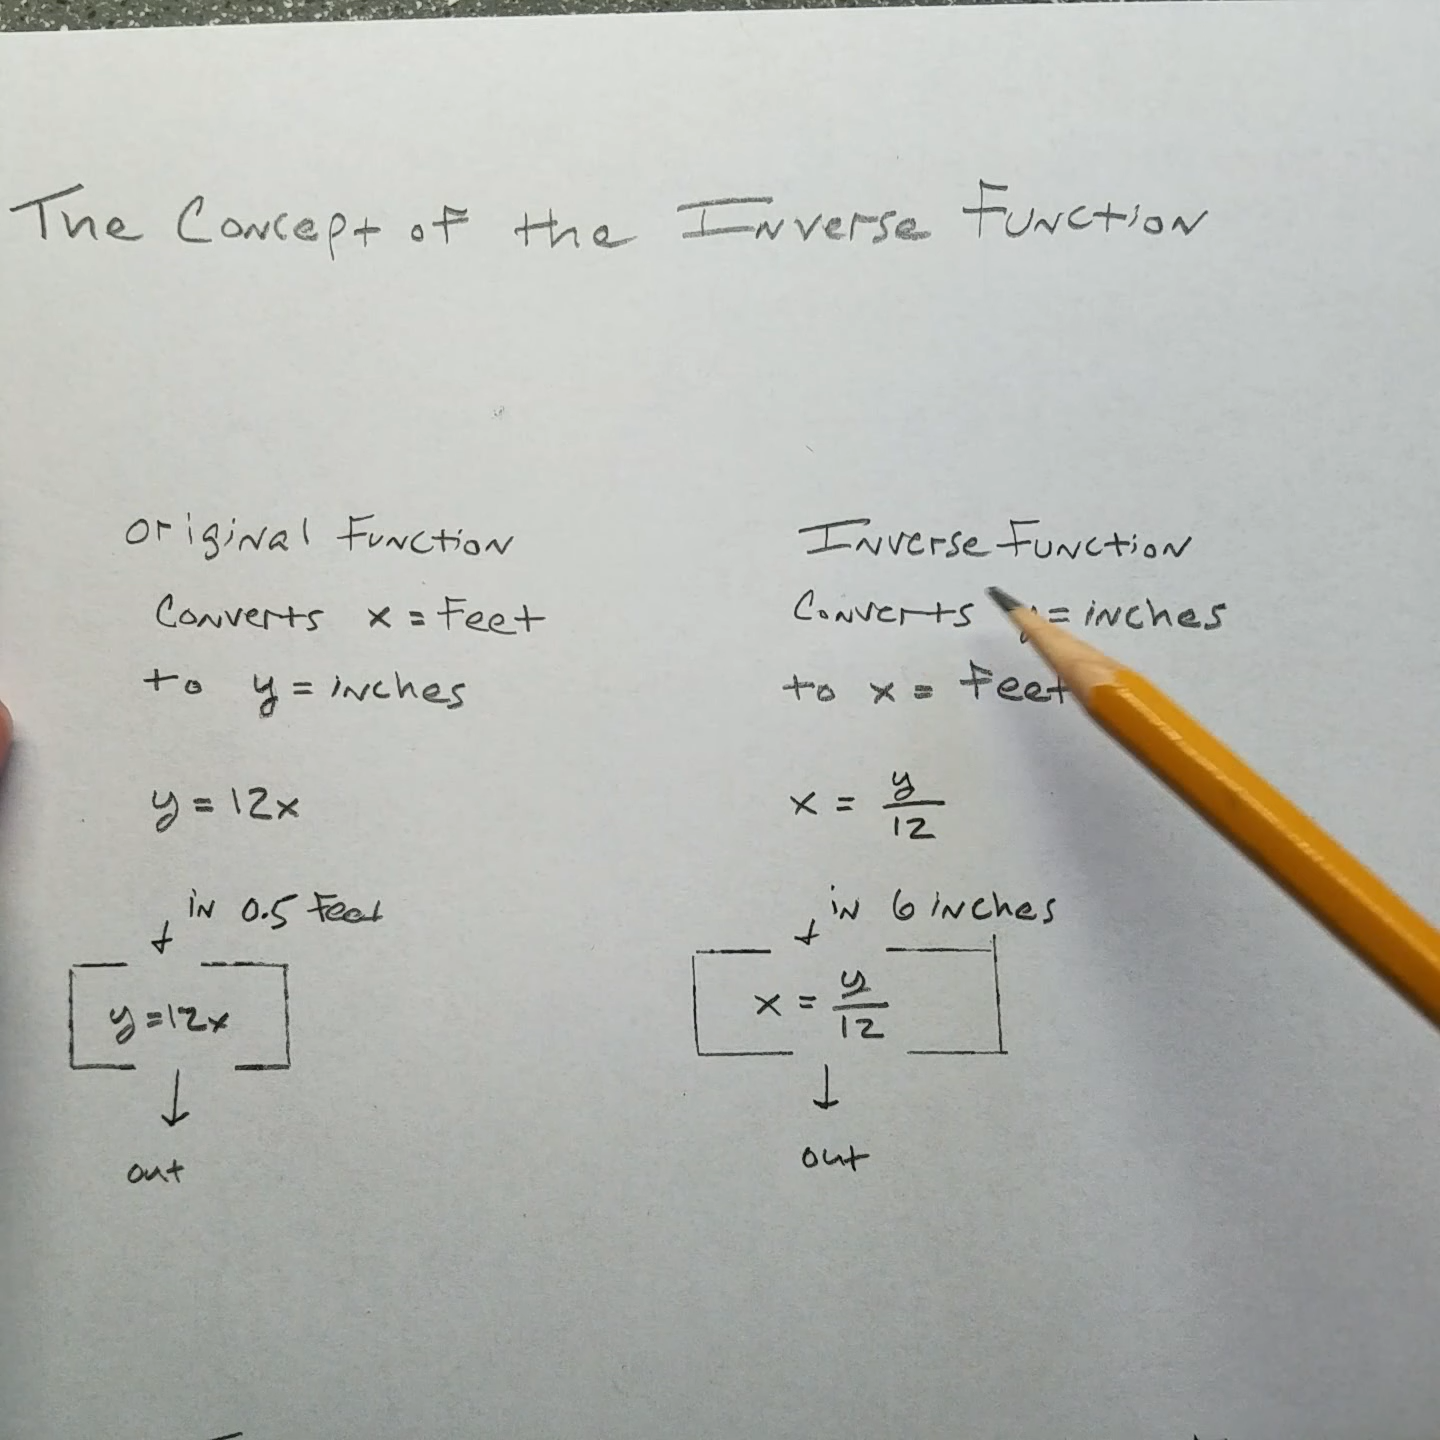 The Concept of the Inverse Function
Original Function
Converts x = Feet
to y = inches
y = 12x
in 0.5 Feet
y = 12x
out
Inverse Function
Converts y = inches
to x = Feet
x = y/12
in 6 inches
x = y/12
out